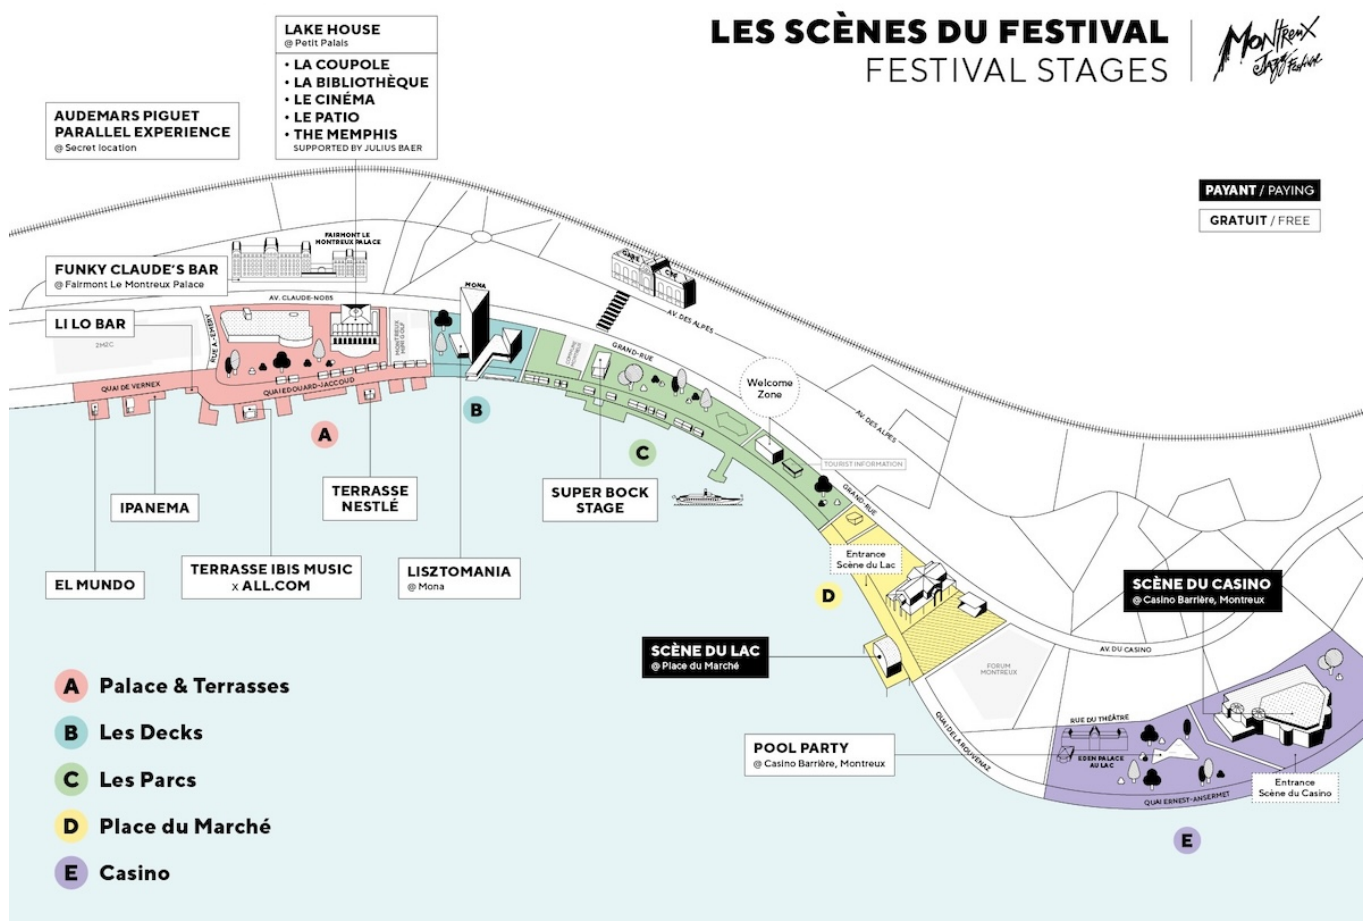 LES SCÈNES DU FESTIVAL
FESTIVAL STAGES
MONTREUX
JAZZ Festival
LAKE HOUSE
@ Petit Palais
• LA COUPOLE
• LA BIBLIOTHÈQUE
• LE CINÉMA
• LE PATIO
• THE MEMPHIS
SUPPORTED BY JULIUS BAER
AUDEMARS PIGUET
PARALLEL EXPERIENCE
@ Secret location
PAYANT / PAYING
GRATUIT / FREE
FAIRMONT LE
MONTREUX PALACE
FUNKY CLAUDE'S BAR
@ Fairmont Le Montreux Palace
LI LO BAR
AV. CLAUDE-NOBS
MONA
GARE
CFF
AV. DES ALPES
2M2C
RUE A.-EMERY
MONTREUX
MINI GOLF
GRAND-RUE
QUAI DE VERNEX
QUAI EDOUARD-JACCOUD
Welcome
Zone
AV. DES ALPES
A
B
C
TOURIST INFORMATION
GRAND-RUE
IPANEMA
TERRASSE
NESTLÉ
SUPER BOCK
STAGE
EL MUNDO
TERRASSE IBIS MUSIC
x ALL.COM
LISZTOMANIA
@ Mona
Entrance
Scène du Lac
D
SCÈNE DU CASINO
@ Casino Barrière, Montreux
SCÈNE DU LAC
@ Place du Marché
AV. DU CASINO
FORUM
MONTREUX
QUAI DE LA ROUVENAZ
RUE DU THÉÂTRE
EDEN PALACE
AU LAC
POOL PARTY
@ Casino Barrière, Montreux
Entrance
Scène du Casino
QUAI ERNEST-ANSERMET
E
A Palace & Terrasses
B Les Decks
C Les Parcs
D Place du Marché
E Casino